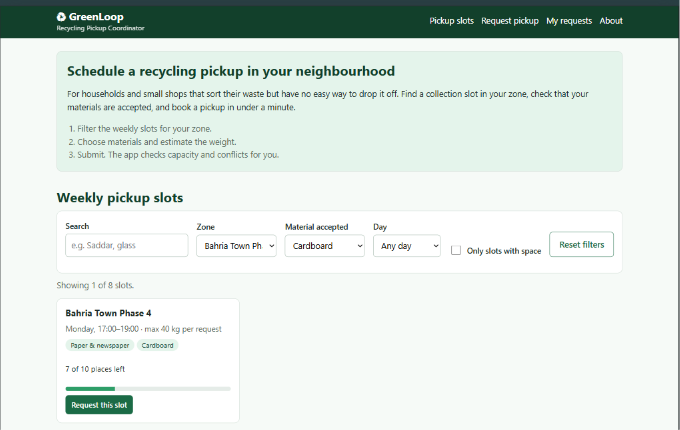 GreenLoop
Recycling Pickup Coordinator
Pickup slots Request pickup My requests About
Schedule a recycling pickup in your neighbourhood
For households and small shops that sort their waste but have no easy way to drop it off. Find a collection slot in your zone, check that your
materials are accepted, and book a pickup in under a minute.
1. Filter the weekly slots for your zone.
2. Choose materials and estimate the weight.
3. Submit. The app checks capacity and conflicts for you.
Weekly pickup slots
Search Zone Material accepted Day
e.g. Saddar, glass Bahria Town Ph Cardboard Any day Only slots with space Reset filters
Showing 1 of 8 slots.
Bahria Town Phase 4
Monday, 17:00–19:00 · max 40 kg per request
Paper & newspaper Cardboard
7 of 10 places left
Request this slot